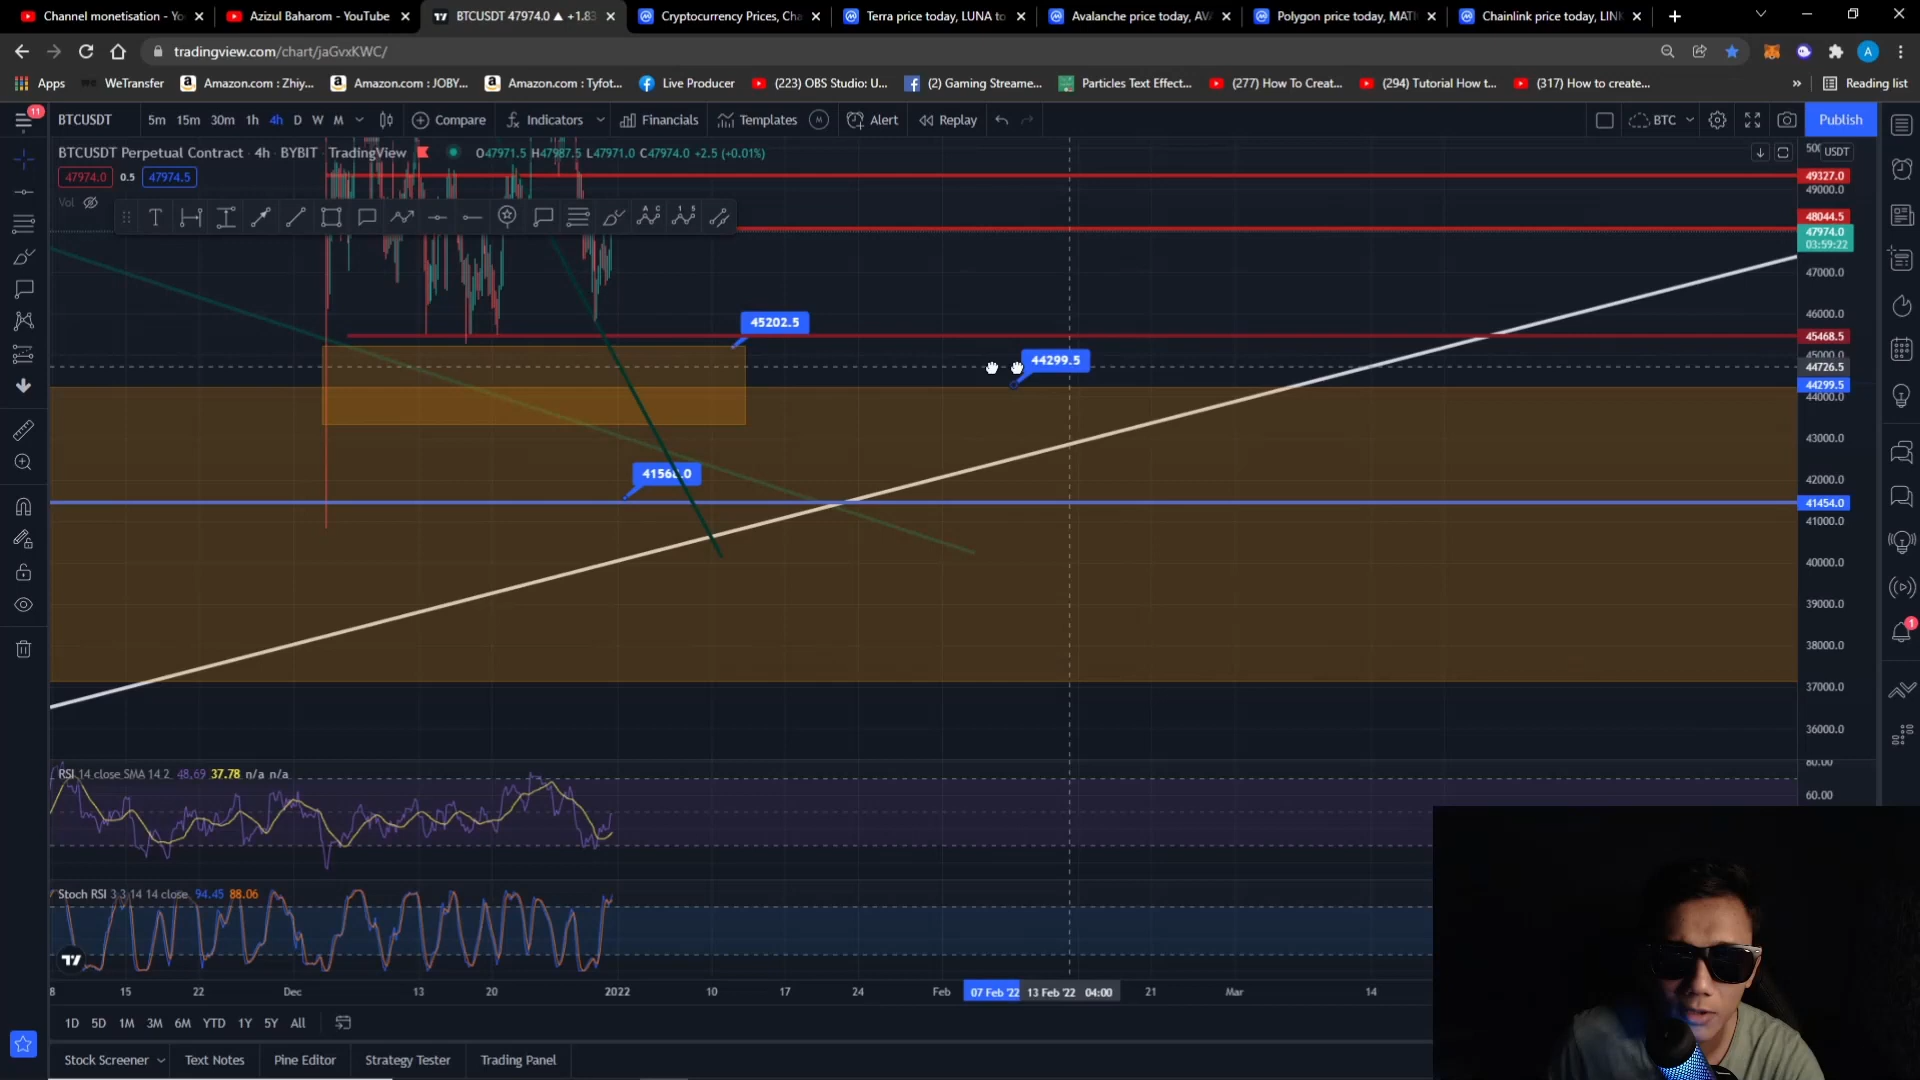 Channel monetisation - Yo
Azizul Baharom - YouTube
BTCUSDT 47974.0 ▲ +1.83
Cryptocurrency Prices, Cha
Terra price today, LUNA to
Avalanche price today, AVA
Polygon price today, MATI
Chainlink price today, LINK
tradingview.com/chart/jaGvxKWC/
A
Apps
WeTransfer
Amazon.com : Zhiy...
Amazon.com : JOBY...
Amazon.com : Tyfot...
Live Producer
(223) OBS Studio: U...
(2) Gaming Streame...
Particles Text Effect...
(277) How To Creat...
(294) Tutorial How t...
(317) How to create...
»
Reading list
11
BTCUSDT
5m 15m 30m 1h 4h D W M
Compare
Indicators
Financials
Templates
M
Alert
Replay
BTC
Publish
BTCUSDT Perpetual Contract · 4h · BYBIT · TradingView
O47971.5 H47987.5 L47971.0 C47974.0 +2.5 (+0.01%)
USDT
47974.0 0.5 47974.5
Vol
49327.0
49000.0
48044.5
47974.0
03:59:22
47000.0
46000.0
45202.5
45468.5
45000.0
44299.5
44726.5
44299.5
44000.0
43000.0
42000.0
41454.0
41000.0
40000.0
39000.0
38000.0
37000.0
36000.0
RSI 14 close SMA 14 2 48.69 37.78 n/a n/a
80.00
60.00
Stoch RSI 3 3 14 14 close 94.45 88.06
8 15 22 Dec 13 20 2022 10 17 24 Feb 07 Feb '22 13 Feb '22 04:00 21 Mar 14
1D 5D 1M 3M 6M YTD 1Y 5Y All
Stock Screener
Text Notes
Pine Editor
Strategy Tester
Trading Panel
1